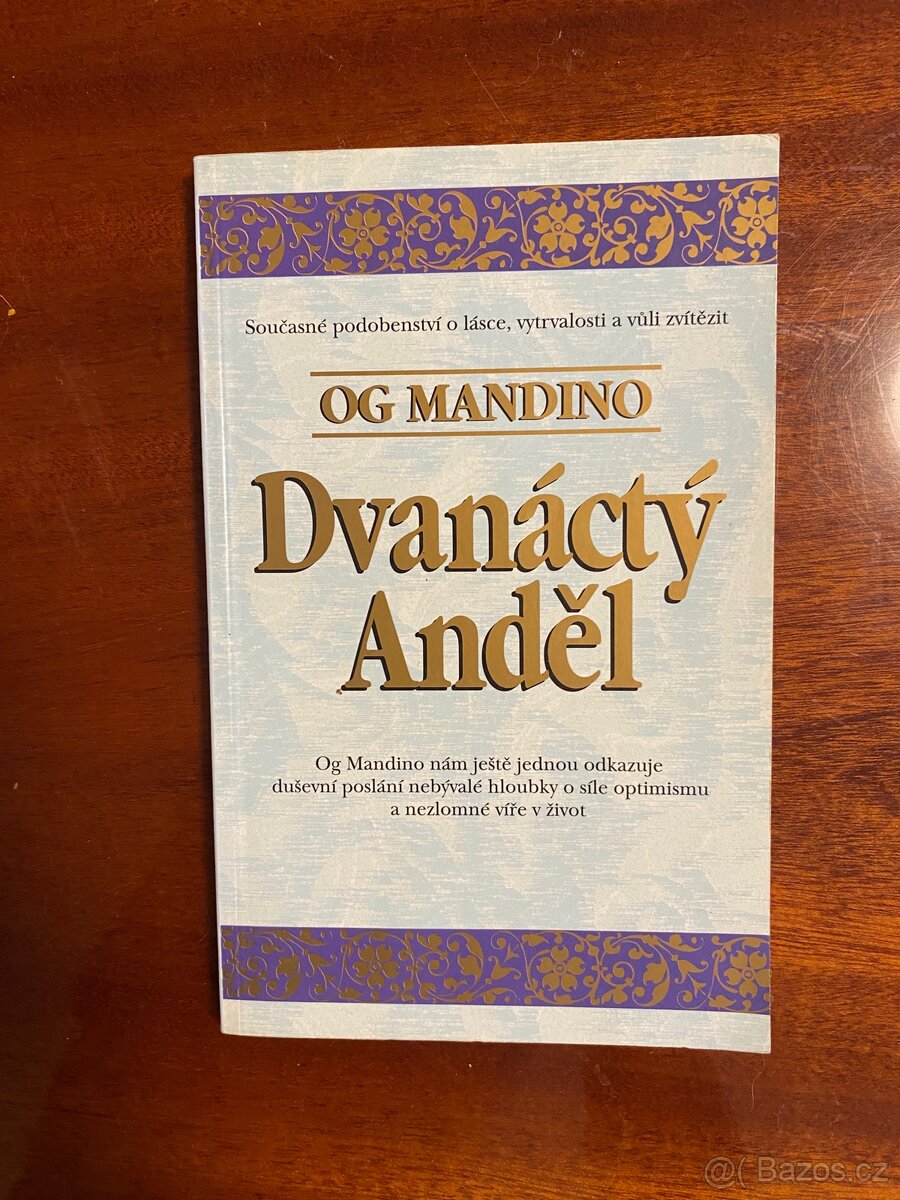 Současné podobenství o lásce, vytrvalosti a vůli zvítězit
OG MANDINO
Dvanáctý
Anděl
Og Mandino nám ještě jednou odkazuje
duševní poslání nebývalé hloubky o síle optimismu
a nezlomné víře v život
@( Bazos.cz